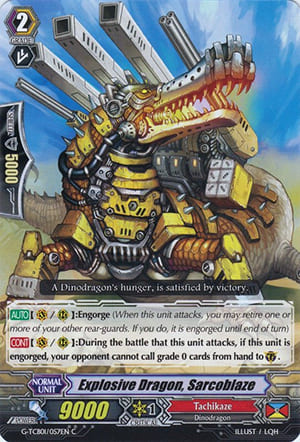 2
GRADE
SHIELD
5000
A Dinodragon's hunger, is satisfied by victory.
AUTO :Engorge (When this unit attacks, you may retire one or
more of your other rear-guards. If you do, it is engorged until end of turn)
CONT :During the battle that this unit attacks, if this unit is
engorged, your opponent cannot call grade 0 cards from hand to .
POWER
NORMAL
UNIT
Explosive Dragon, Sarcoblaze
9000
1
CRITICAL
Tachikaze
Dinodragon
G-TCB01/057EN C
ILLUST / LQH